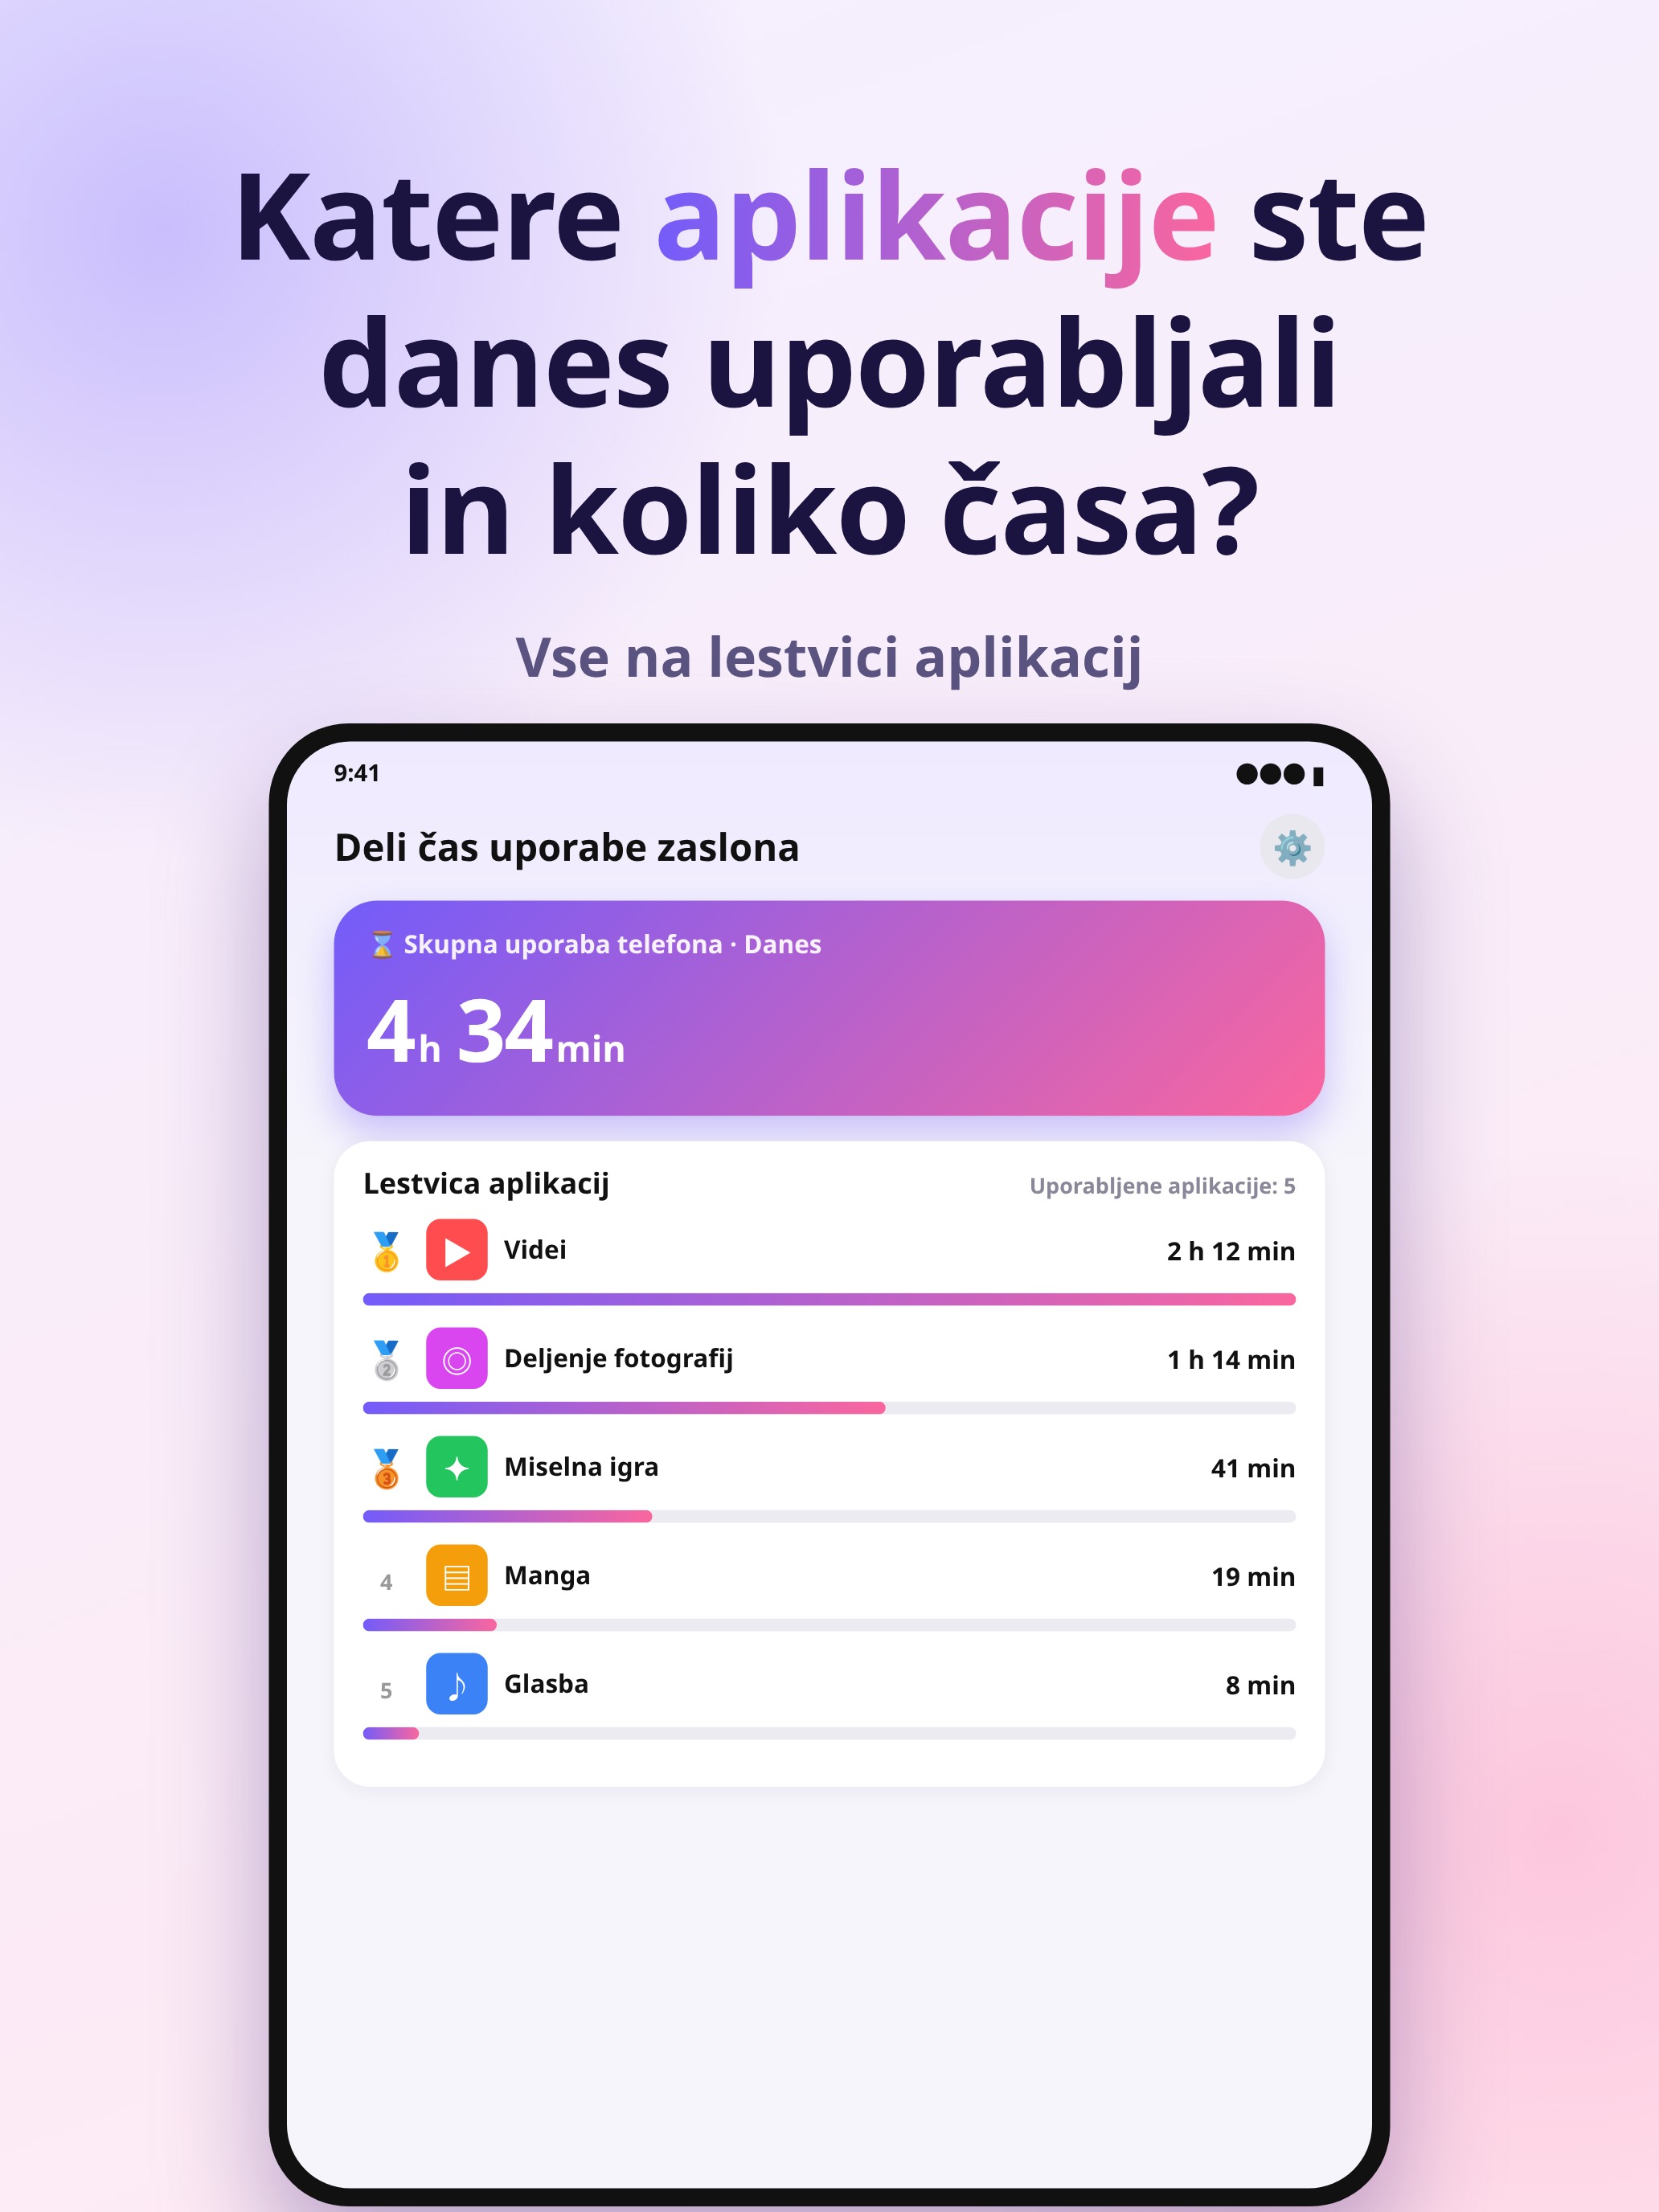 Katere aplikacije ste
danes uporabljali
in koliko časa?
Vse na lestvici aplikacij
9:41
Deli čas uporabe zaslona
⌛ Skupna uporaba telefona · Danes
4h 34min
Lestvica aplikacij
Uporabljene aplikacije: 5
🥇 Videi 2 h 12 min
🥈 Deljenje fotografij 1 h 14 min
🥉 Miselna igra 41 min
4 Manga 19 min
5 Glasba 8 min